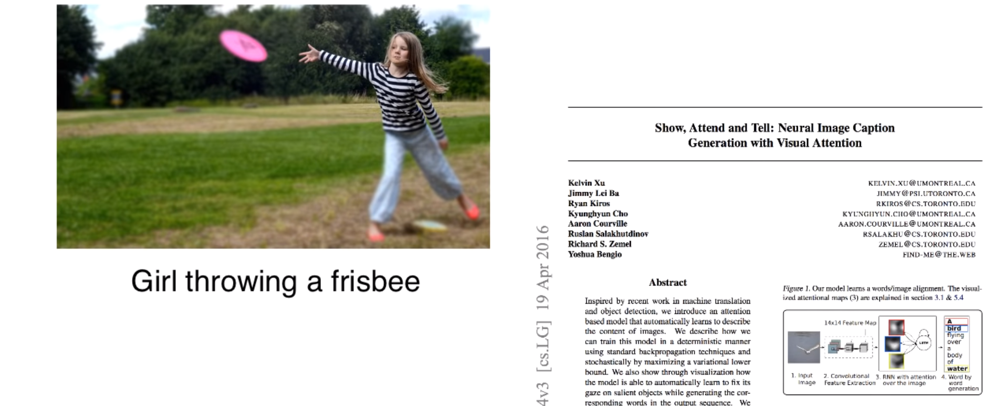 Girl throwing a frisbee
4v3 [cs.LG] 19 Apr 2016
Show, Attend and Tell: Neural Image Caption
Generation with Visual Attention
Kelvin Xu KELVIN.XU@UMONTREAL.CA
Jimmy Lei Ba JIMMY@PSI.UTORONTO.CA
Ryan Kiros RKIROS@CS.TORONTO.EDU
Kyunghyun Cho KYUNGHYUN.CHO@UMONTREAL.CA
Aaron Courville AARON.COURVILLE@UMONTREAL.CA
Ruslan Salakhutdinov RSALAKHU@CS.TORONTO.EDU
Richard S. Zemel ZEMEL@CS.TORONTO.EDU
Yoshua Bengio FIND-ME@THE.WEB
Abstract
Inspired by recent work in machine translation
and object detection, we introduce an attention
based model that automatically learns to describe
the content of images. We describe how we
can train this model in a deterministic manner
using standard backpropagation techniques and
stochastically by maximizing a variational lower
bound. We also show through visualization how
the model is able to automatically learn to fix its
gaze on salient objects while generating the cor-
responding words in the output sequence. We
Figure 1. Our model learns a words/image alignment. The visual-
ized attentional maps (3) are explained in section 3.1 & 5.4
14x14 Feature Map
LSTM
A
bird
flying
over
a
body
of
water
1. Input
Image
2. Convolutional
Feature Extraction
3. RNN with attention
over the image
4. Word by
word
generation